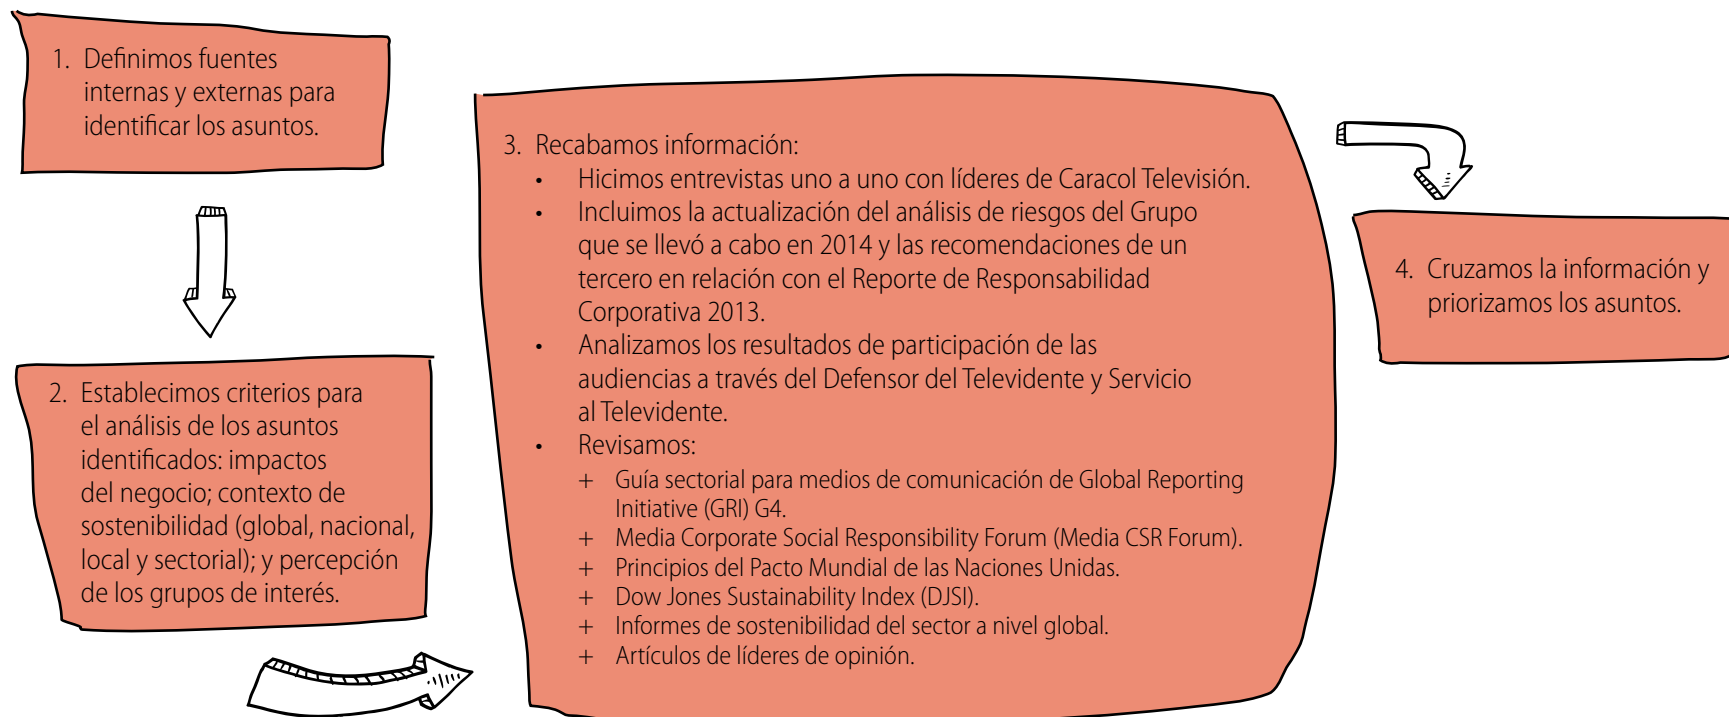 1. Definimos fuentes
internas y externas para
identificar los asuntos.
2. Establecimos criterios para
el análisis de los asuntos
identificados: impactos
del negocio; contexto de
sostenibilidad (global, nacional,
local y sectorial); y percepción
de los grupos de interés.
3. Recabamos información:
• Hicimos entrevistas uno a uno con líderes de Caracol Televisión.
• Incluimos la actualización del análisis de riesgos del Grupo
que se llevó a cabo en 2014 y las recomendaciones de un
tercero en relación con el Reporte de Responsabilidad
Corporativa 2013.
• Analizamos los resultados de participación de las
audiencias a través del Defensor del Televidente y Servicio
al Televidente.
• Revisamos:
+ Guía sectorial para medios de comunicación de Global Reporting
Initiative (GRI) G4.
+ Media Corporate Social Responsibility Forum (Media CSR Forum).
+ Principios del Pacto Mundial de las Naciones Unidas.
+ Dow Jones Sustainability Index (DJSI).
+ Informes de sostenibilidad del sector a nivel global.
+ Artículos de líderes de opinión.
4. Cruzamos la información y
priorizamos los asuntos.